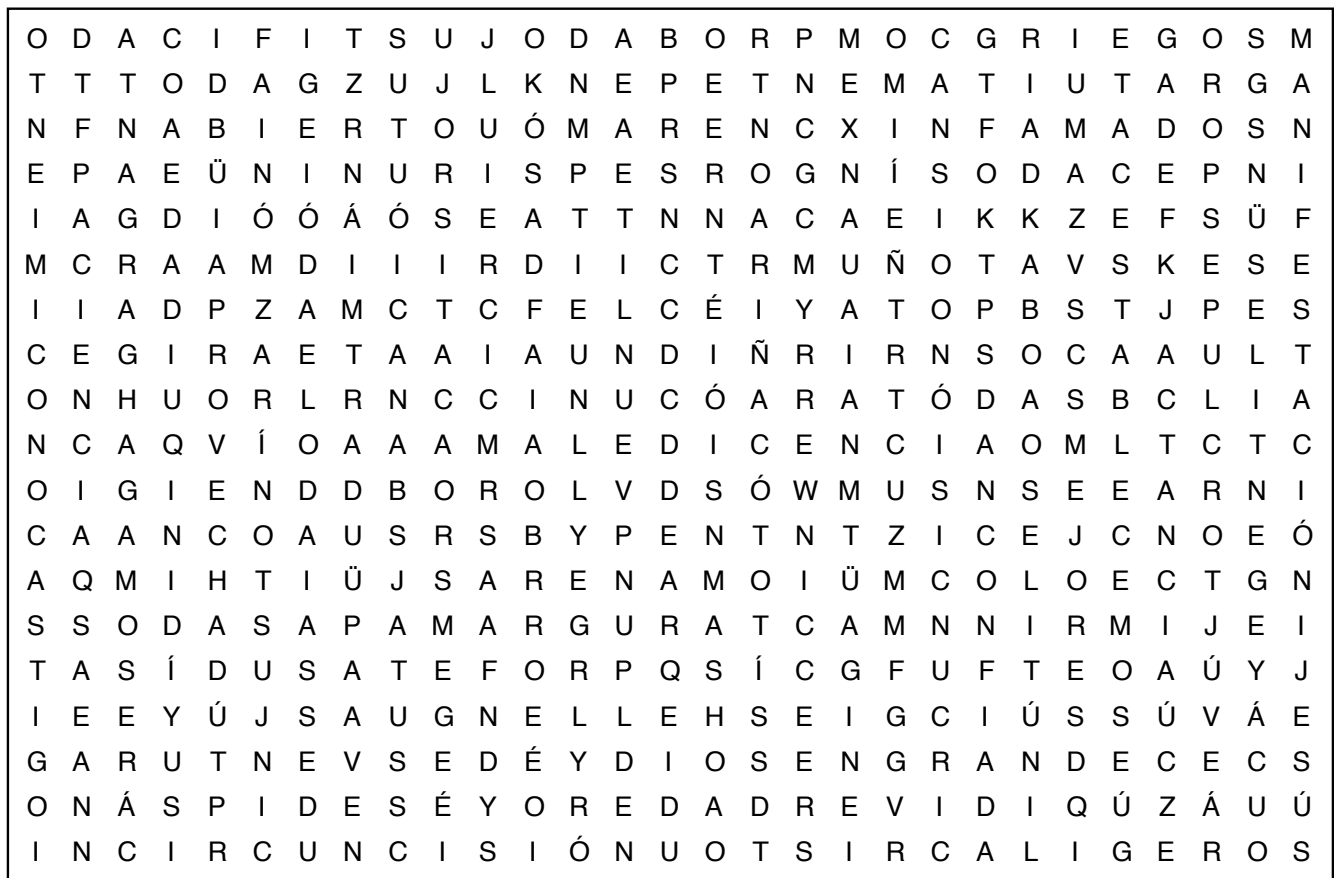 O D A C I F I T S U J O D A B O R P M O C G R I E G O S M
T T T O D A G Z U J L K N E P E T N E M A T I U T A R G A
N F N A B I E R T O U Ó M A R E N C X I N F A M A D O S N
E P A E Ü N I N U R I S P E S R O G N Í S O D A C E P N I
I A G D I Ó Ó Á Ó S E A T T N N A C A E I K K Z E F S Ü F
M C R A A M D I I I R D I I C T R M U Ñ O T A V S K E S E
I I A D P Z A M C T C F E L C É I Y A T O P B S T J P E S
C E G I R A E T A A I A U N D I Ñ R I R N S O C A A U L T
O N H U O R L R N C C I N U C Ó A R A T Ó D A S B C L I A
N C A Q V Í O A A A M A L E D I C E N C I A O M L T C T C
O I G I E N D D B O R O L V D S Ó W M U S N S E E A R N I
C A A N C O A U S R S B Y P E N T N T Z I C E J C N O E Ó
A Q M I H T I Ü J S A R E N A M O I Ü M C O L O E C T G N
S S O D A S A P A M A R G U R A T C A M N N I R M I J E I
T A S Í D U S A T E F O R P Q S Í C G F U F T E O A Ú Y J
I E E Y Ú J S A U G N E L L E H S E I G C I Ú S S Ú V Á E
G A R U T N E V S E D É Y D I O S E N G R A N D E C E C S
O N Á S P I D E S É Y O R E D A D R E V I D I Q Ú Z Á U Ú
I N C I R C U N C I S I Ó N U O T S I R C A L I G E R O S